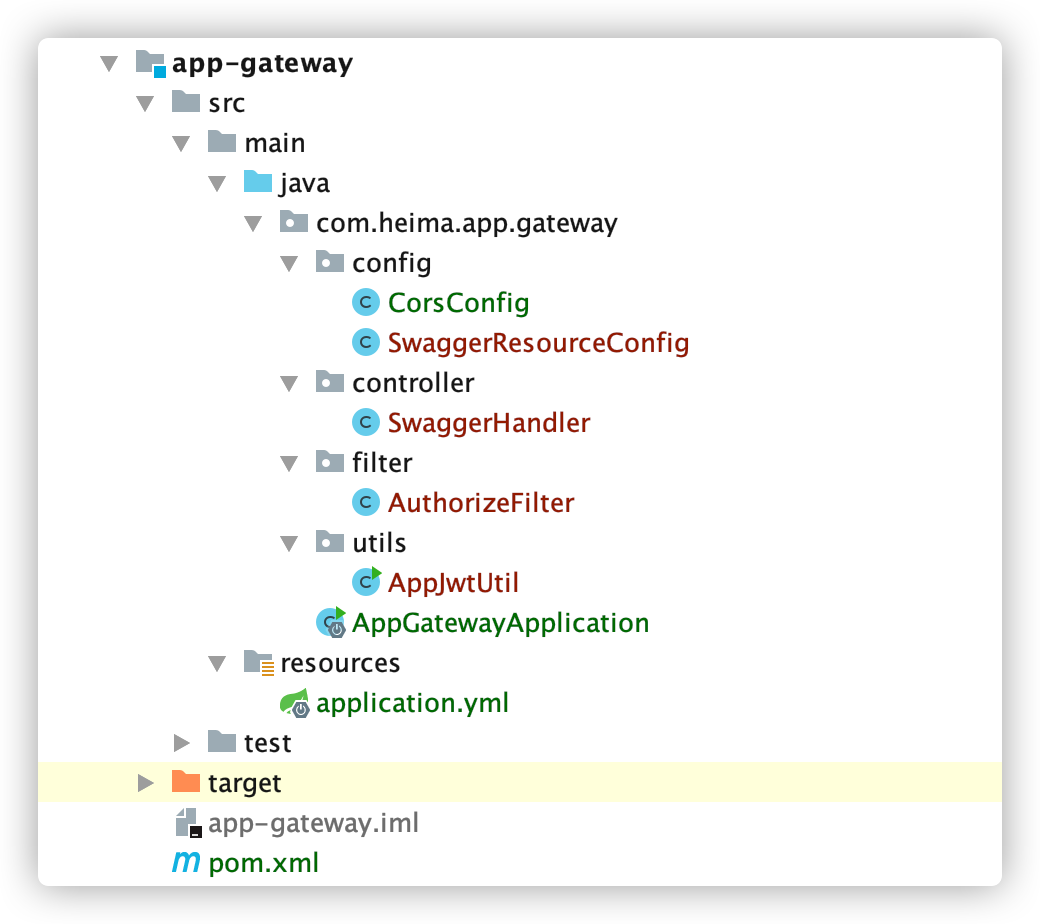 app-gateway
src
main
java
com.heima.app.gateway
config
CorsConfig
SwaggerResourceConfig
controller
SwaggerHandler
filter
AuthorizeFilter
utils
AppJwtUtil
AppGatewayApplication
resources
application.yml
test
target
app-gateway.iml
pom.xml